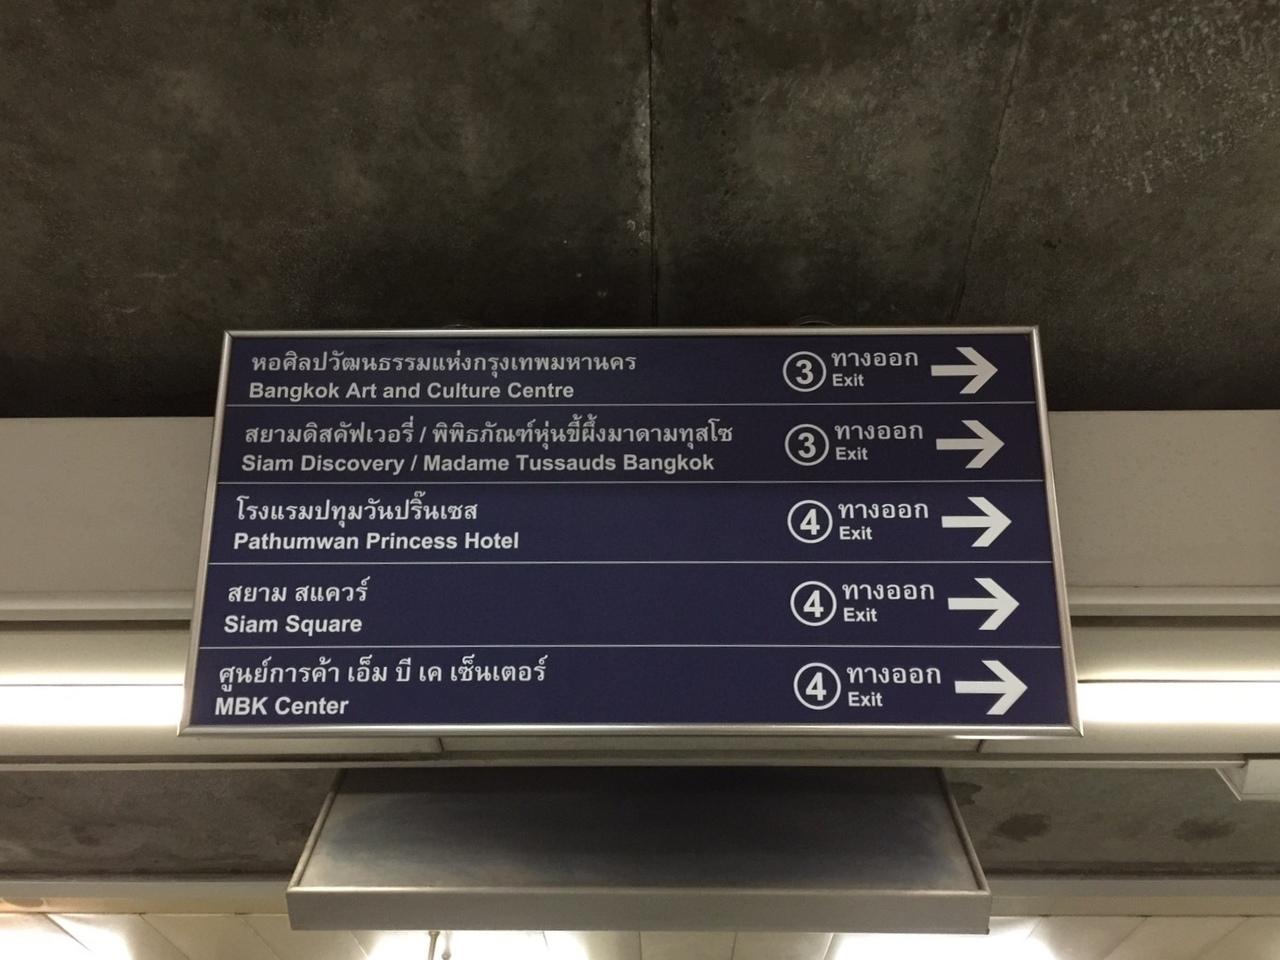 หอศิลปวัฒนธรรมแห่งกรุงเทพมหานคร
Bangkok Art and Culture Centre
3 ทางออก
Exit
สยามดิสคัฟเวอรี่ / พิพิธภัณฑ์หุ่นขี้ผึ้งมาดามทุสโซ
Siam Discovery / Madame Tussauds Bangkok
3 ทางออก
Exit
โรงแรมปทุมวันปริ๊นเซส
Pathumwan Princess Hotel
4 ทางออก
Exit
สยาม สแควร์
Siam Square
4 ทางออก
Exit
ศูนย์การค้า เอ็ม บี เค เซ็นเตอร์
MBK Center
4 ทางออก
Exit